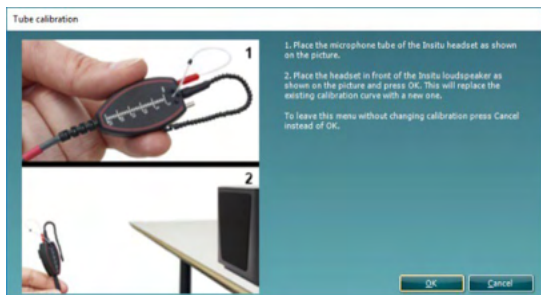 Tube calibration
1
1. Place the microphone tube of the Insitu headset as shown
on the picture.
2. Place the headset in front of the Insitu loudspeaker as
shown on the picture and press OK. This will replace the
existing calibration curve with a new one.
To leave this menu without changing calibration press Cancel
instead of OK.
2
OK
Cancel